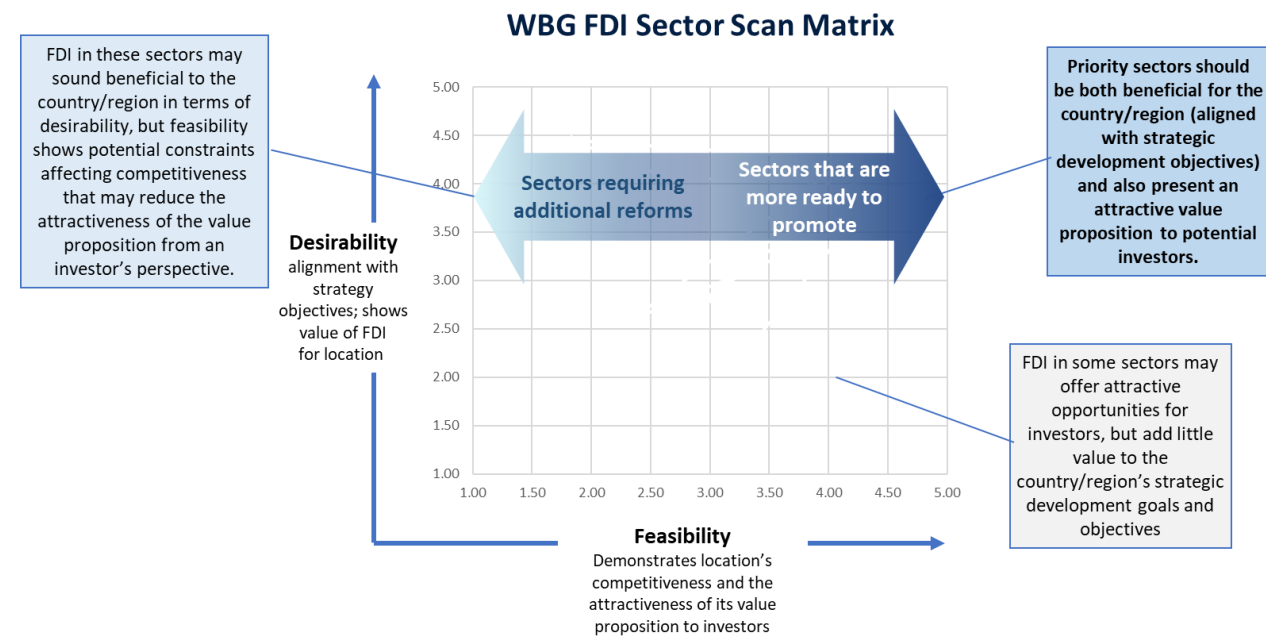 WBG FDI Sector Scan Matrix
FDI in these sectors may
sound beneficial to the
country/region in terms of
desirability, but feasibility
shows potential constraints
affecting competitiveness
that may reduce the
attractiveness of the value
proposition from an
investor’s perspective.
Desirability
alignment with
strategy
objectives; shows
value of FDI
for location
5.00
4.50
4.00
3.50
3.00
2.50
2.00
1.50
1.00
Sectors requiring
additional reforms
Sectors that are
more ready to
promote
1.00 1.50 2.00 2.50 3.00 3.50 4.00 4.50 5.00
Feasibility
Demonstrates location’s
competitiveness and the
attractiveness of its value
proposition to investors
Priority sectors should
be both beneficial for the
country/region (aligned
with strategic
development objectives)
and also present an
attractive value
proposition to potential
investors.
FDI in some sectors may
offer attractive
opportunities for
investors, but add little
value to the
country/region’s strategic
development goals and
objectives